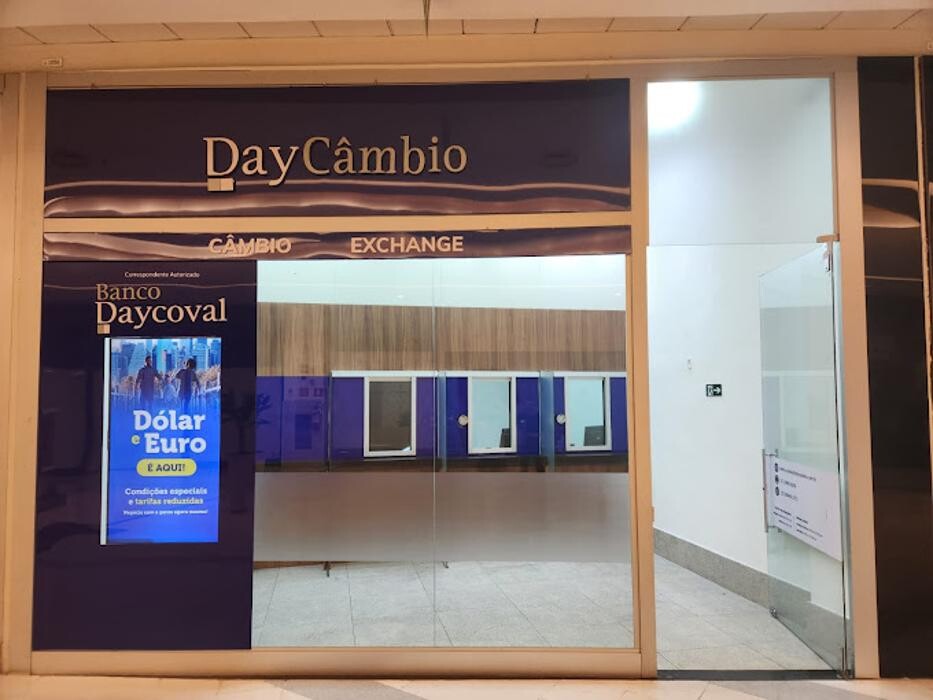 DayCâmbio
CÂMBIO EXCHANGE
Correspondente Autorizado
Banco
Daycoval
Dólar
e Euro
É AQUI!
Condições especiais
e tarifas reduzidas